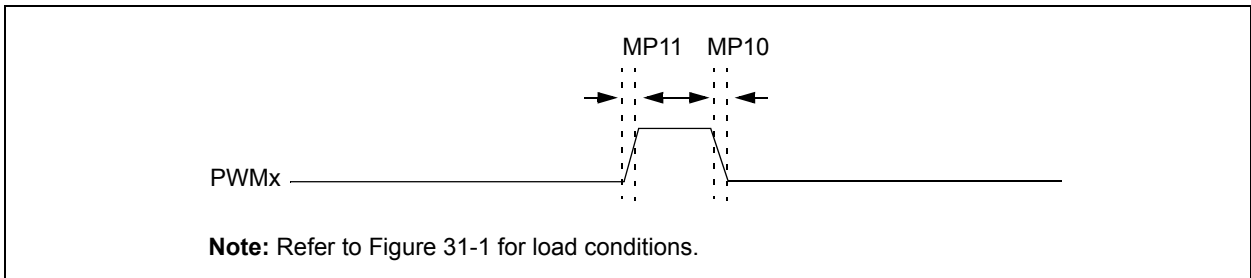 MP11 MP10
PWMx
Note: Refer to Figure 31-1 for load conditions.